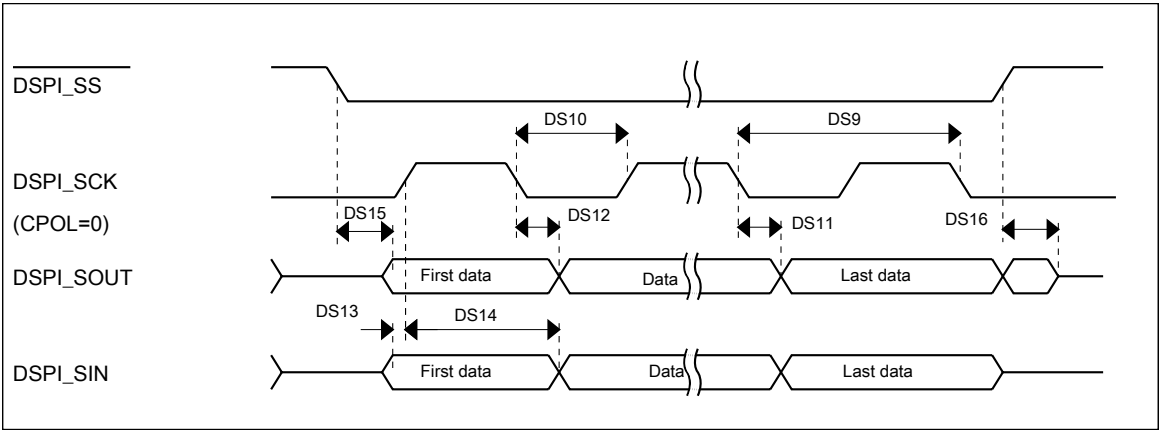 DSPI_SS
DS10
DS9
DSPI_SCK
(CPOL=0)
DS15
DS12
DS11
DS16
DSPI_SOUT
First data
Data
Last data
DS13
DS14
DSPI_SIN
First data
Data
Last data